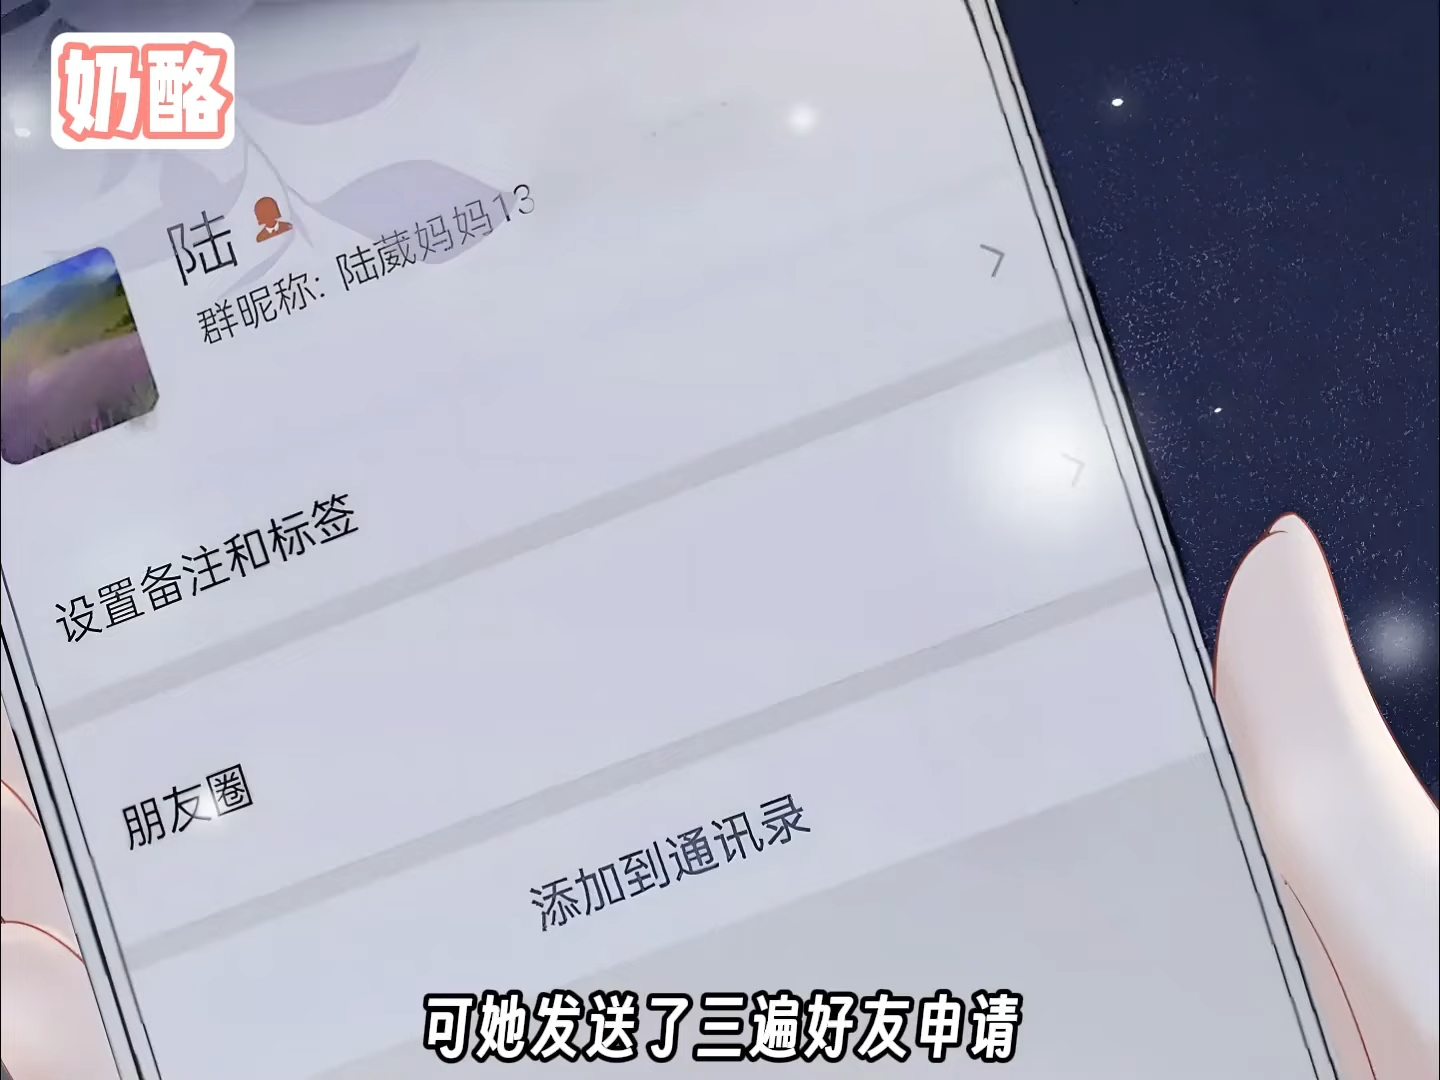 奶酪
陆
群昵称: 陆葳妈妈13
设置备注和标签
朋友圈
添加到通讯录
可她发送了三遍好友申请